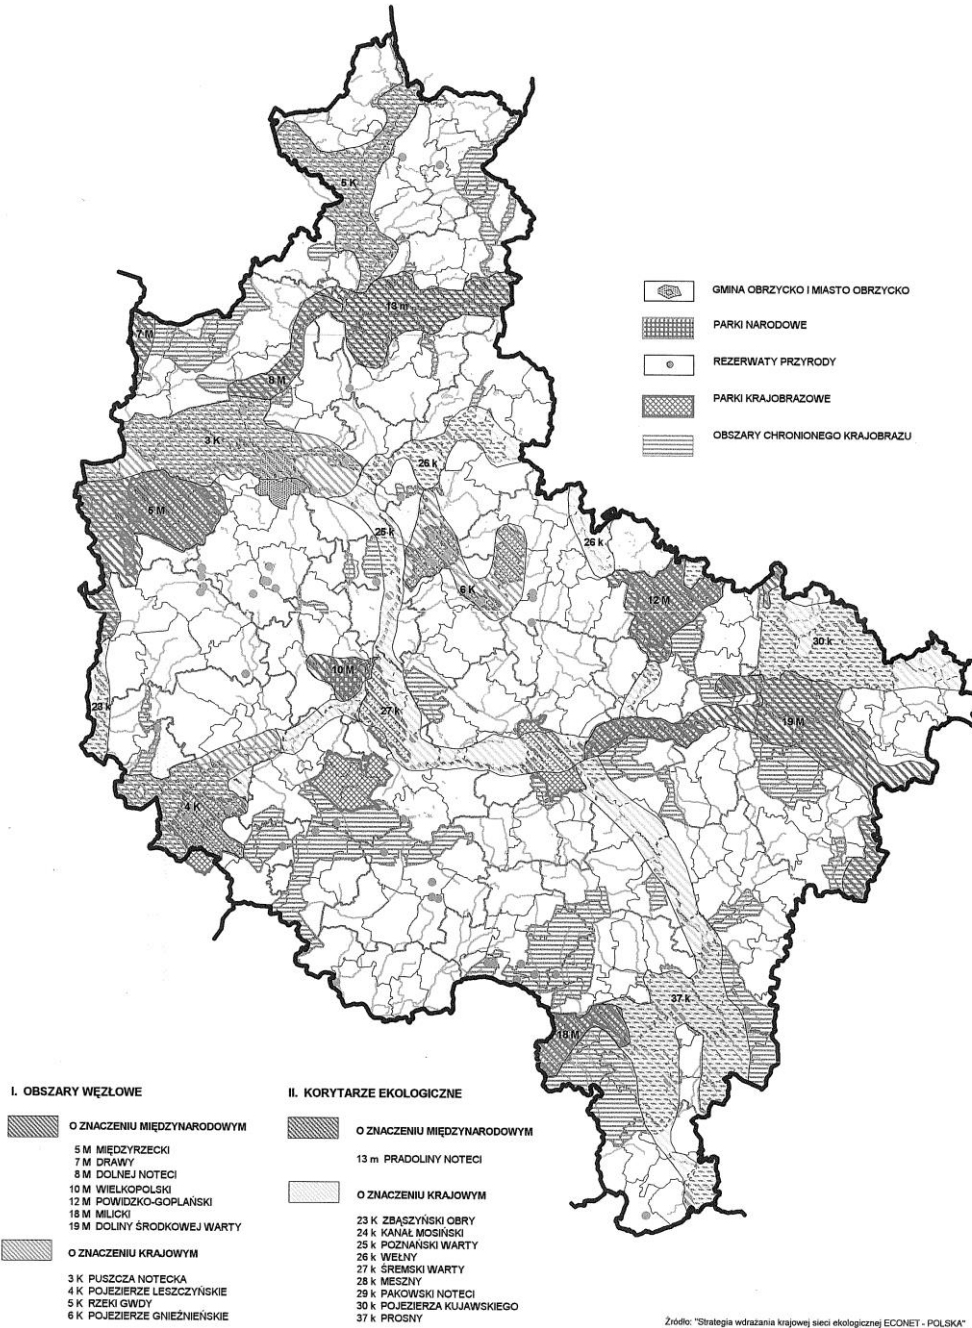 5 K
13 m
7 M
8 M
3 K
26 k
5 M
25 k
26 k
6 K
12 M
30 k
10 M
23 k
27 k
19 M
4 K
37 k
18 M
GMINA OBRZYCKO I MIASTO OBRZYCKO
PARKI NARODOWE
REZERWATY PRZYRODY
PARKI KRAJOBRAZOWE
OBSZARY CHRONIONEGO KRAJOBRAZU
I. OBSZARY WĘZŁOWE
O ZNACZENIU MIĘDZYNARODOWYM
5 M MIĘDZYRZECKI
7 M DRAWY
8 M DOLNEJ NOTECI
10 M WIELKOPOLSKI
12 M POWIDZKO-GOPLAŃSKI
18 M MILICKI
19 M DOLINY ŚRODKOWEJ WARTY
O ZNACZENIU KRAJOWYM
3 K PUSZCZA NOTECKA
4 K POJEZIERZE LESZCZYŃSKIE
5 K RZEKI GWDY
6 K POJEZIERZE GNIEŹNIEŃSKIE
II. KORYTARZE EKOLOGICZNE
O ZNACZENIU MIĘDZYNARODOWYM
13 m PRADOLINY NOTECI
O ZNACZENIU KRAJOWYM
23 K ZBĄSZYŃSKI OBRY
24 k KANAŁ MOSIŃSKI
25 k POZNAŃSKI WARTY
26 k WEŁNY
27 k ŚREMSKI WARTY
28 k MESZNY
29 k PAKOWSKI NOTECI
30 k POJEZIERZA KUJAWSKIEGO
37 k PROSNY
Źródło: "Strategia wdrażania krajowej sieci ekologicznej ECONET - POLSKA"